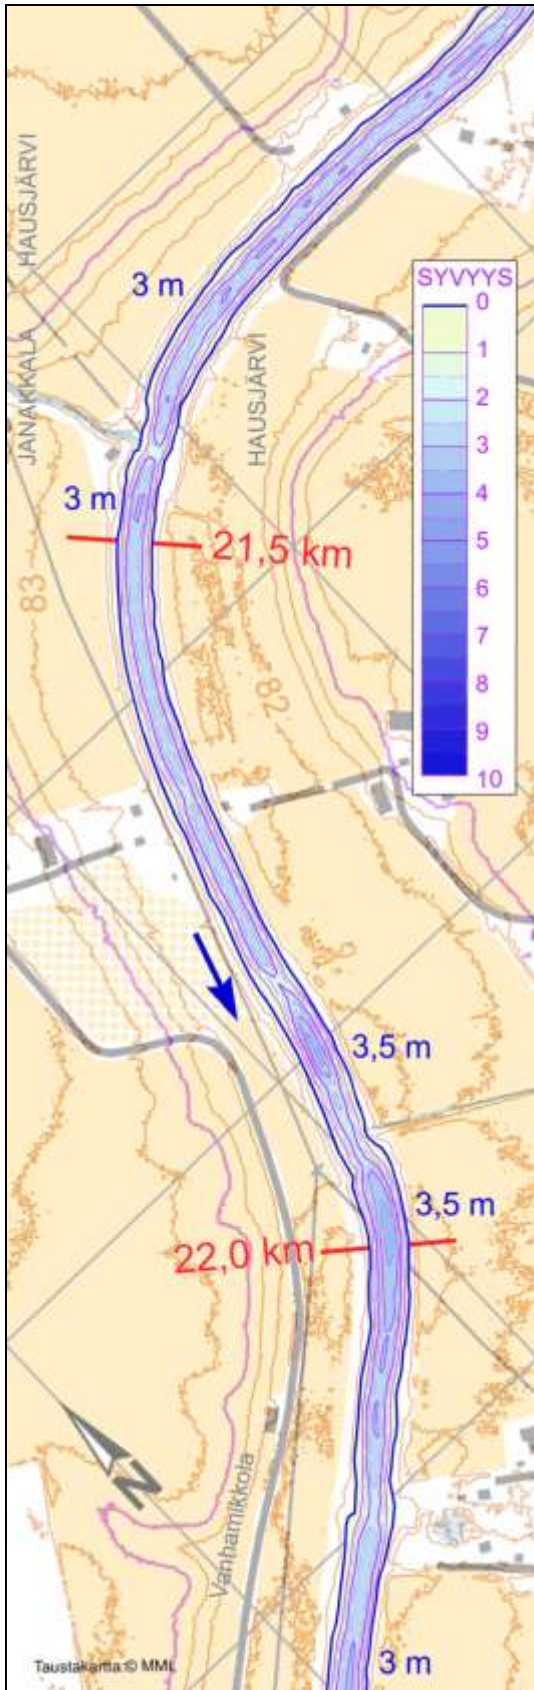 HAUSJÄRVI
JANAKKALA
3 m
HAUSJÄRVI
SYVYYS
0
1
2
3
4
5
6
7
8
9
10
3 m
21,5 km
83
82
3,5 m
3,5 m
22,0 km
N
Vanhamikkola
Taustakartta:© MML
3 m